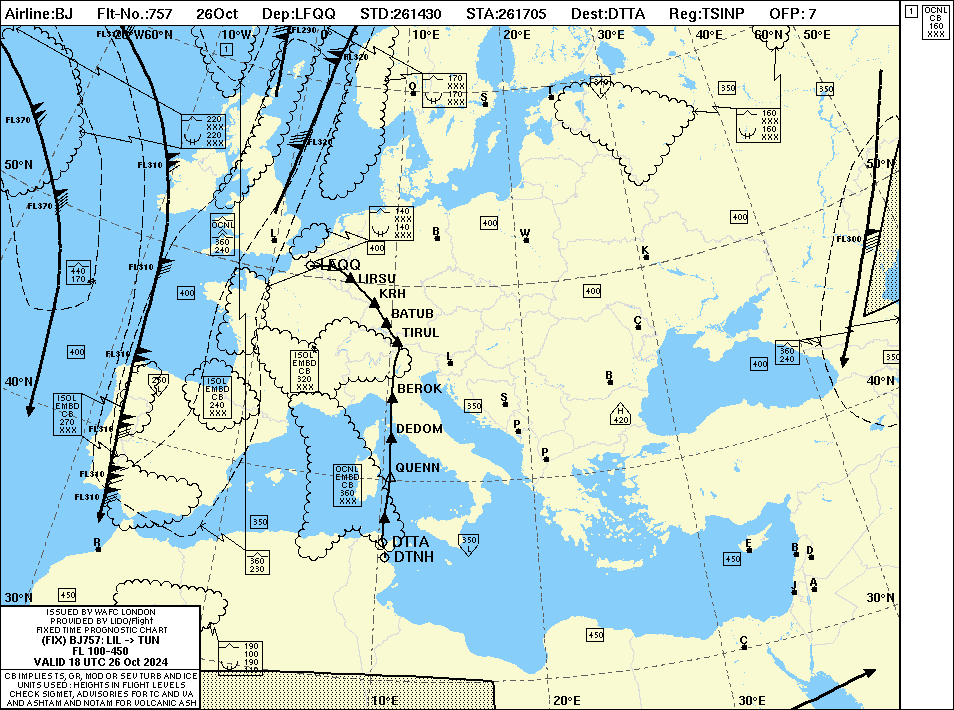 Airline:BJ Flt-No.:757 26Oct Dep:LFQQ STD:261430 STA:261705 Dest:DTTA Reg:TSINP OFP: 7
10°W 0° 10°E 20°E 30°E 40°E 60°N 50°E
1
OCNL
CB
160
XXX
FL290
FL320
FL320
FL370
FL370
FL310
FL310
FL310
FL310
FL310
FL310
FL300
50°N
50°N
40°N
40°N
30°N
30°N
10°E
20°E
30°E
1
220
XXX
220
XXX
170
XXX
170
XXX
160
XXX
160
XXX
140
XXX
140
XXX
340
L
350
350
400
400
400
400
400
400
350
350
350
350
L
450
450
450
H
420
260
L
OCNL
360
240
440
170
360
240
360
230
ISOL
EMBD
CB
270
XXX
ISOL
EMBD
CB
240
XXX
ISOL
EMBD
CB
320
XXX
OCNL
EMBD
CB
360
XXX
190
100
190
O
S
T
L
B
W
K
C
L
B
S
P
P
R
E
B
D
J
A
C
LFQQ
LIRSU
KRH
BATUB
TIRUL
BEROK
DEDOM
QUENN
DTTA
DTNH
ISSUED BY WAFC LONDON
PROVIDED BY LIDO/Flight
FIXED TIME PROGNOSTIC CHART
(FIX) BJ757: LIL -> TUN
FL 100-450
VALID 18 UTC 26 Oct 2024
CB IMPLIES TS, GR, MOD OR SEV TURB AND ICE
UNITS USED : HEIGHTS IN FLIGHT LEVELS
CHECK SIGMET, ADVISORIES FOR TC AND VA
AND ASHTAM AND NOTAM FOR VOLCANIC ASH